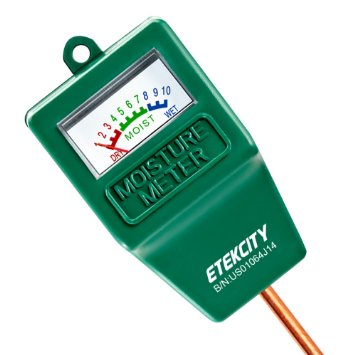 1 2 3 4 5 6 7 8 9 10
DRY MOIST WET
MOISTURE
METER
ETEKCITY
B/N:US01064J14